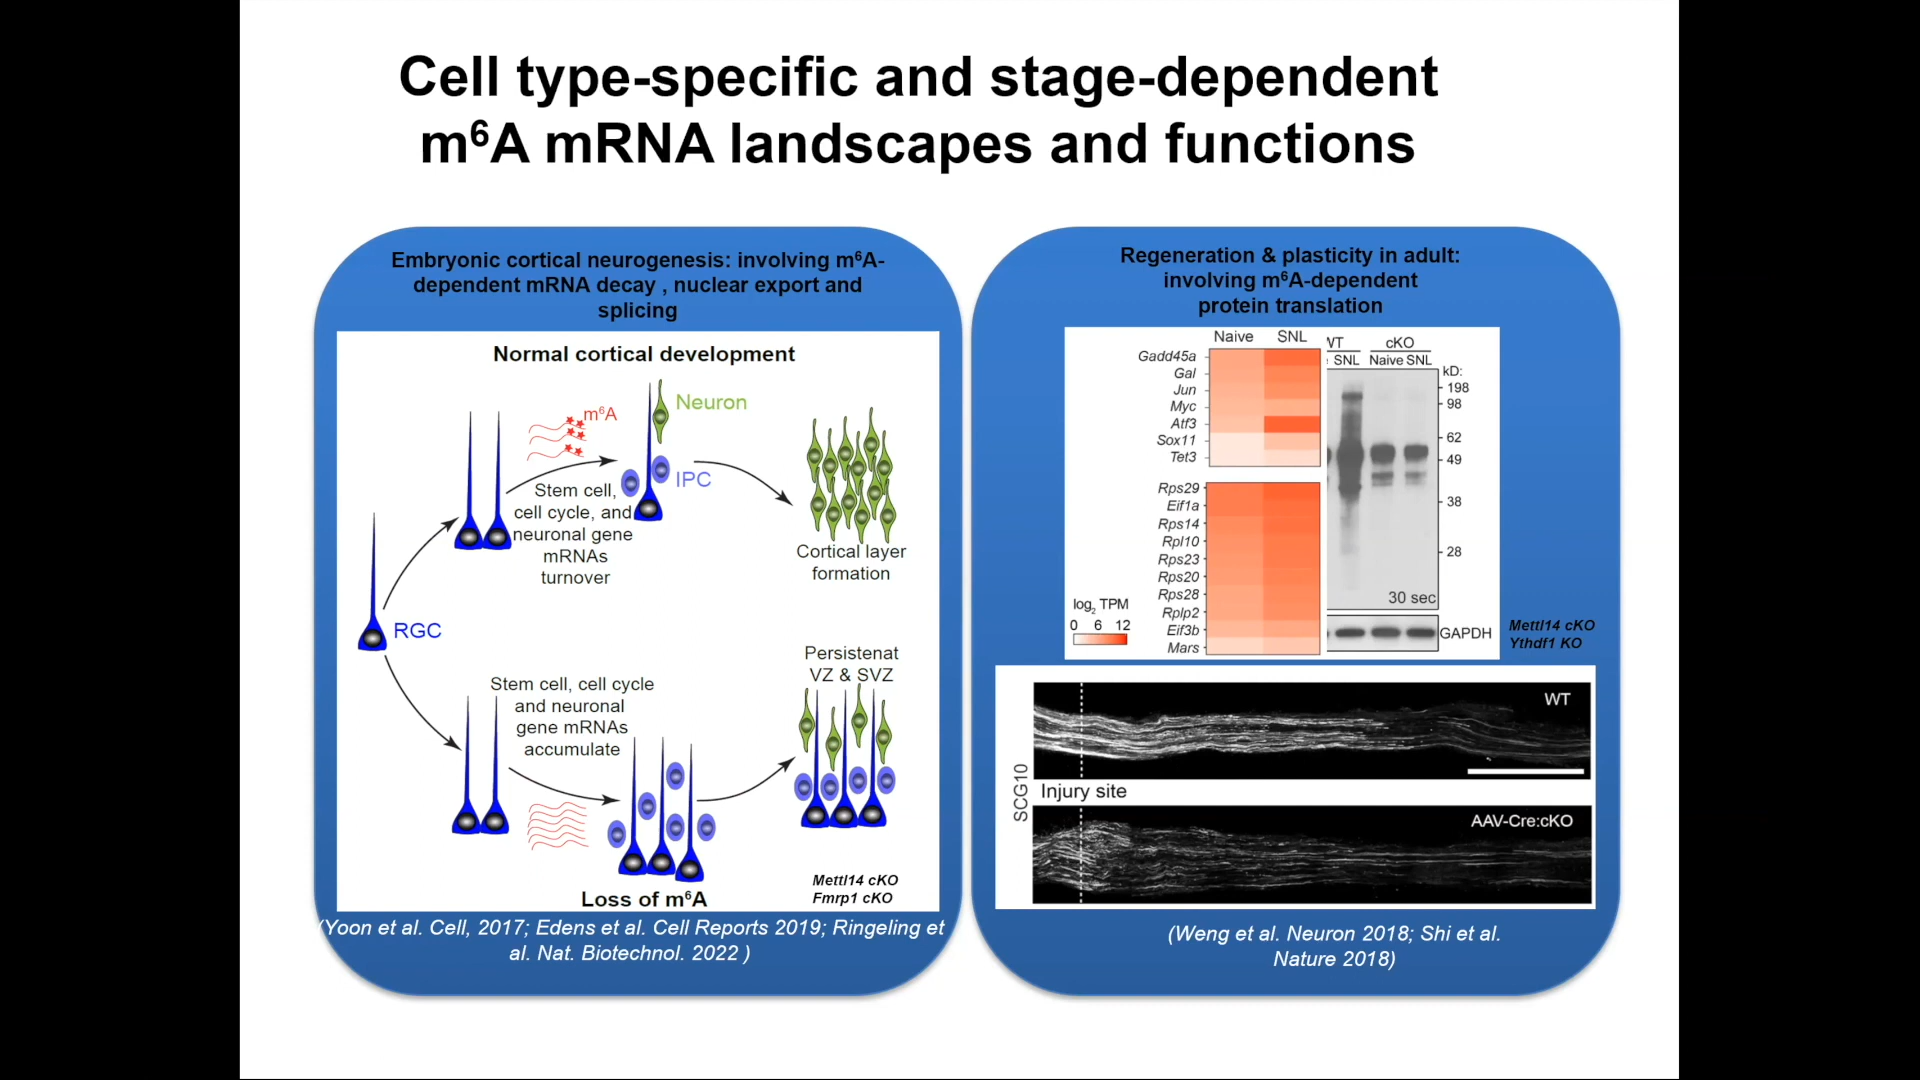 Cell type-specific and stage-dependent
m⁶A mRNA landscapes and functions
Embryonic cortical neurogenesis: involving m⁶A-
dependent mRNA decay , nuclear export and
splicing
Normal cortical development
m⁶A
Neuron
IPC
Stem cell,
cell cycle, and
neuronal gene
mRNAs
turnover
Cortical layer
formation
RGC
Persistenat
VZ & SVZ
Stem cell, cell cycle
and neuronal
gene mRNAs
accumulate
Mettl14 cKO
Fmrp1 cKO
Loss of m⁶A
(Yoon et al. Cell, 2017; Edens et al. Cell Reports 2019; Ringeling et
al. Nat. Biotechnol. 2022 )
Regeneration & plasticity in adult:
involving m⁶A-dependent
protein translation
Naive SNL
Gadd45a
Gal
Jun
Myc
Atf3
Sox11
Tet3
Rps29
Eif1a
Rps14
Rpl10
Rps23
Rps20
Rps28
Rplp2
Eif3b
Mars
log₂ TPM
0 6 12
WT cKO
SNL Naive SNL
kD:
198
98
62
49
38
28
30 sec
GAPDH
Mettl14 cKO
Ythdf1 KO
SCG10
WT
Injury site
AAV-Cre:cKO
(Weng et al. Neuron 2018; Shi et al.
Nature 2018)